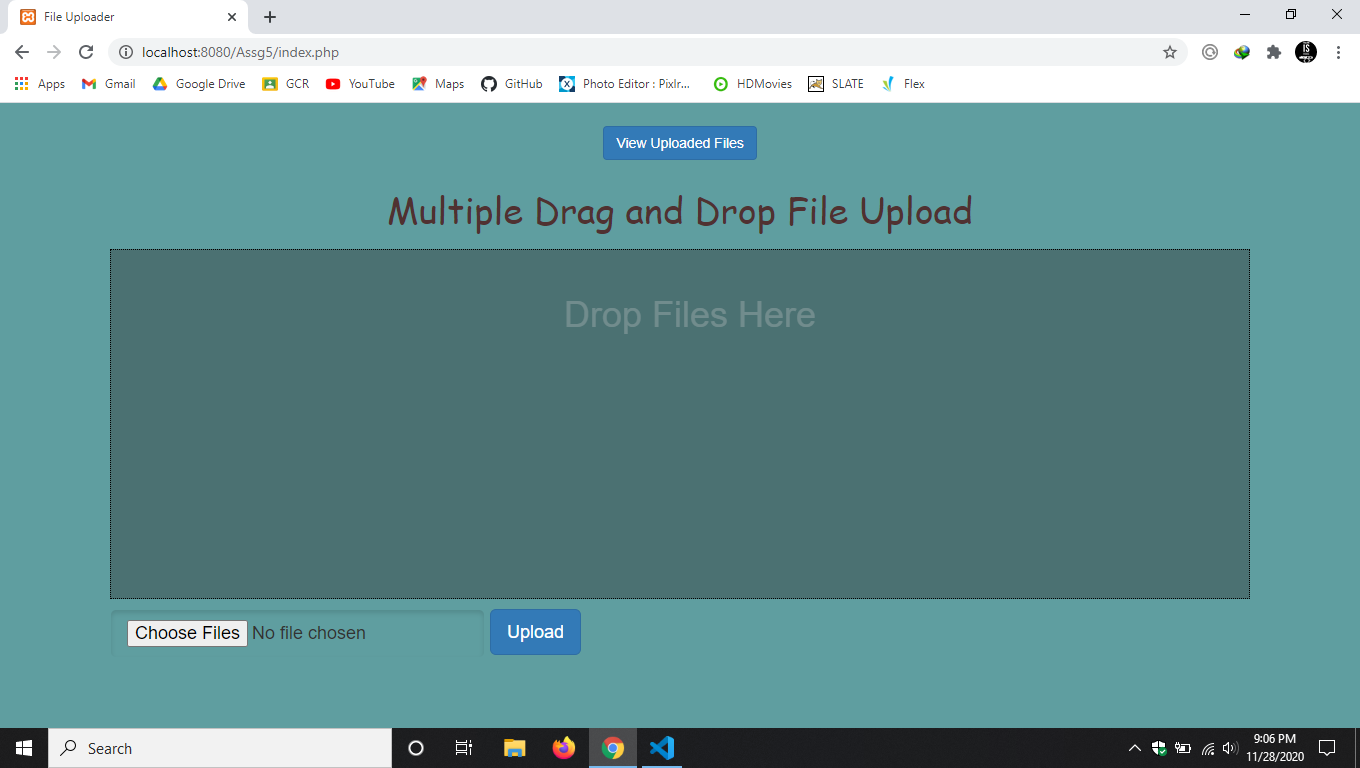 File Uploader
localhost:8080/Assg5/index.php
Apps Gmail Google Drive GCR YouTube Maps GitHub Photo Editor : Pixlr... HDMovies SLATE Flex
View Uploaded Files
Multiple Drag and Drop File Upload
Drop Files Here
Choose Files No file chosen Upload
Search
9:06 PM
11/28/2020